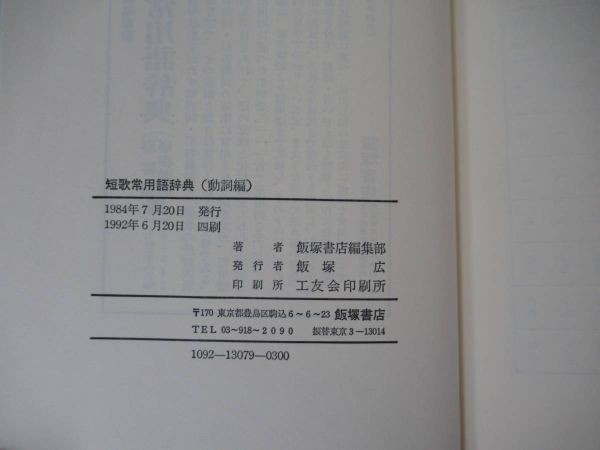 短歌常用語辞典（動詞編）
1984年7月20日　発行
1992年6月20日　四刷
著　者　飯塚書店編集部
発行者　飯　塚　広
印刷所　工友会印刷所
〒170 東京都豊島区駒込6～6～23 飯塚書店
TEL 03―918―2090　振替東京3―13014
1092―13079―0300